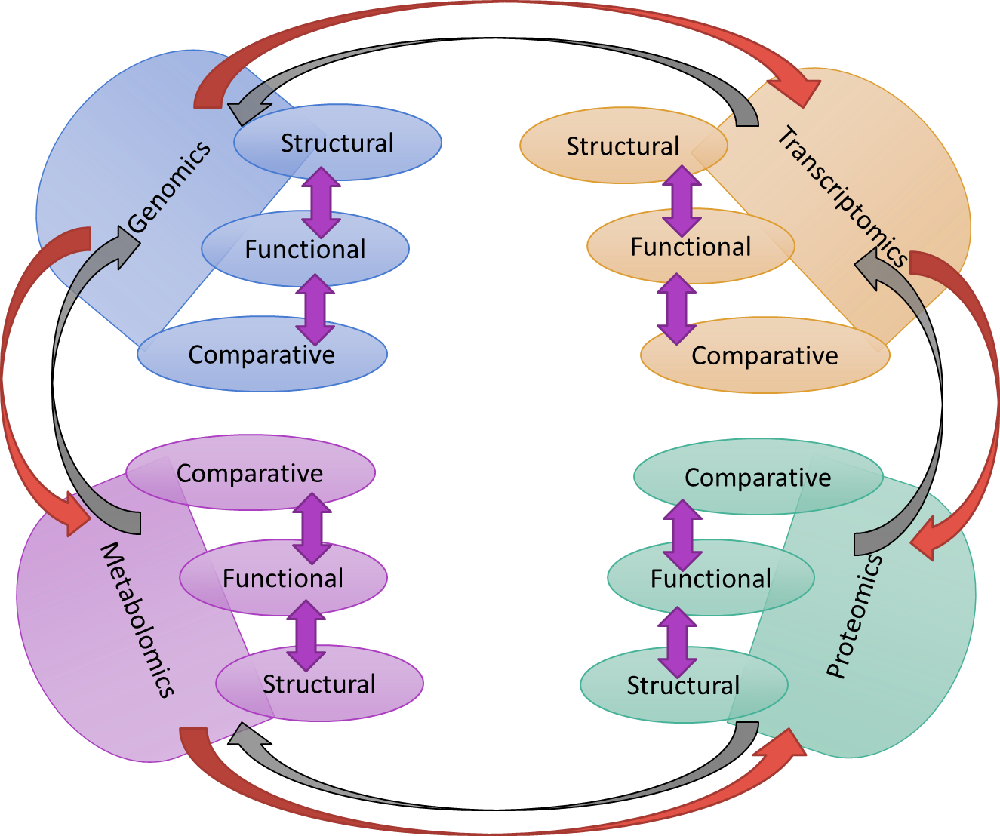 Genomics
Structural
Functional
Comparative
Transcriptomics
Structural
Functional
Comparative
Metabolomics
Comparative
Functional
Structural
Proteomics
Comparative
Functional
Structural